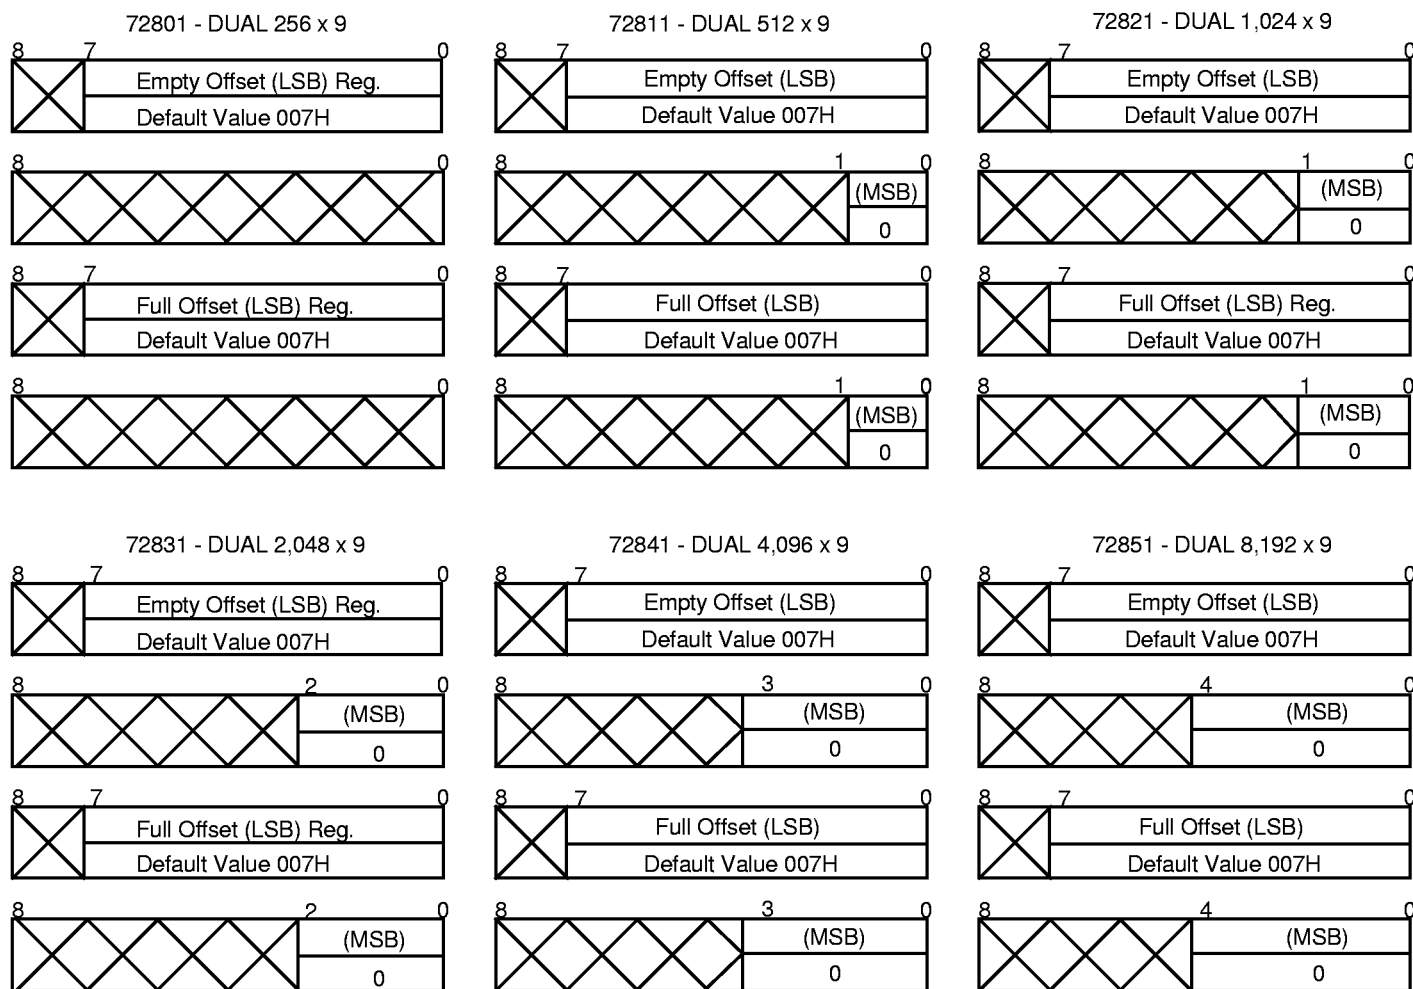 72801 - DUAL 256 x 9
8 7 0
Empty Offset (LSB) Reg.
Default Value 007H
8 0
8 7 0
Full Offset (LSB) Reg.
Default Value 007H
8 0
72811 - DUAL 512 x 9
8 7 0
Empty Offset (LSB)
Default Value 007H
8 1 0
(MSB)
0
8 7 0
Full Offset (LSB)
Default Value 007H
8 1 0
(MSB)
0
72821 - DUAL 1,024 x 9
8 7 0
Empty Offset (LSB)
Default Value 007H
8 1 0
(MSB)
0
8 7 0
Full Offset (LSB) Reg.
Default Value 007H
8 1 0
(MSB)
0
72831 - DUAL 2,048 x 9
8 7 0
Empty Offset (LSB) Reg.
Default Value 007H
8 2 0
(MSB)
0
8 7 0
Full Offset (LSB) Reg.
Default Value 007H
8 2 0
(MSB)
0
72841 - DUAL 4,096 x 9
8 7 0
Empty Offset (LSB)
Default Value 007H
8 3 0
(MSB)
0
8 7 0
Full Offset (LSB)
Default Value 007H
8 3 0
(MSB)
0
72851 - DUAL 8,192 x 9
8 7 0
Empty Offset (LSB)
Default Value 007H
8 4 0
(MSB)
0
8 7 0
Full Offset (LSB)
Default Value 007H
8 4 0
(MSB)
0